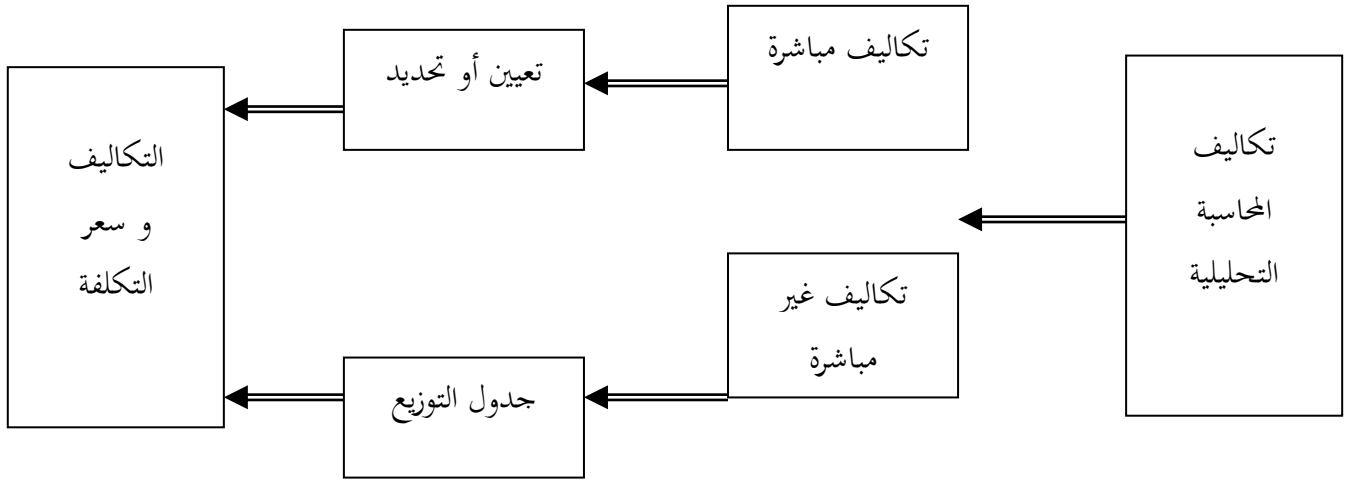 تكاليف
المحاسبة
التحليلية
تكاليف مباشرة
تعيين أو تحديد
تكاليف غير
مباشرة
جدول التوزيع
التكاليف
و سعر
التكلفة